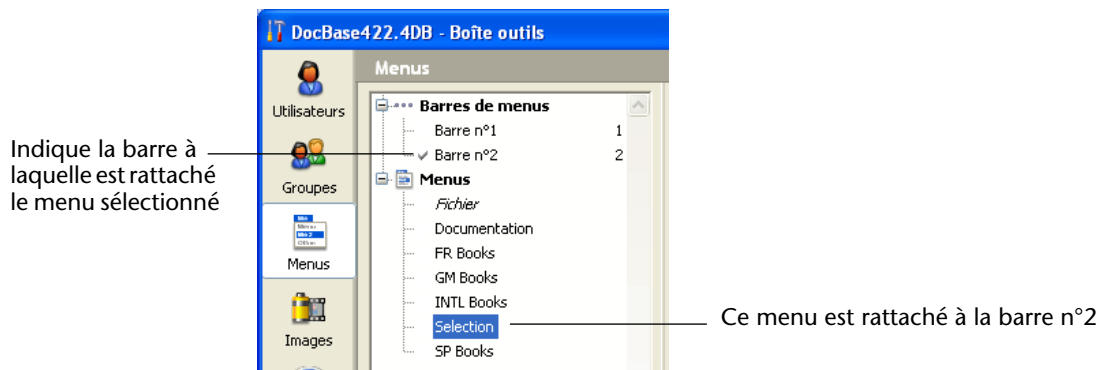 DocBase422.4DB - Boîte outils
Menus
Utilisateurs
Groupes
Menus
Images
Barres de menus
Barre n°1 1
Barre n°2 2
Menus
Fichier
Documentation
FR Books
GM Books
INTL Books
Selection
SP Books
Indique la barre à
laquelle est rattaché
le menu sélectionné
Ce menu est rattaché à la barre n°2